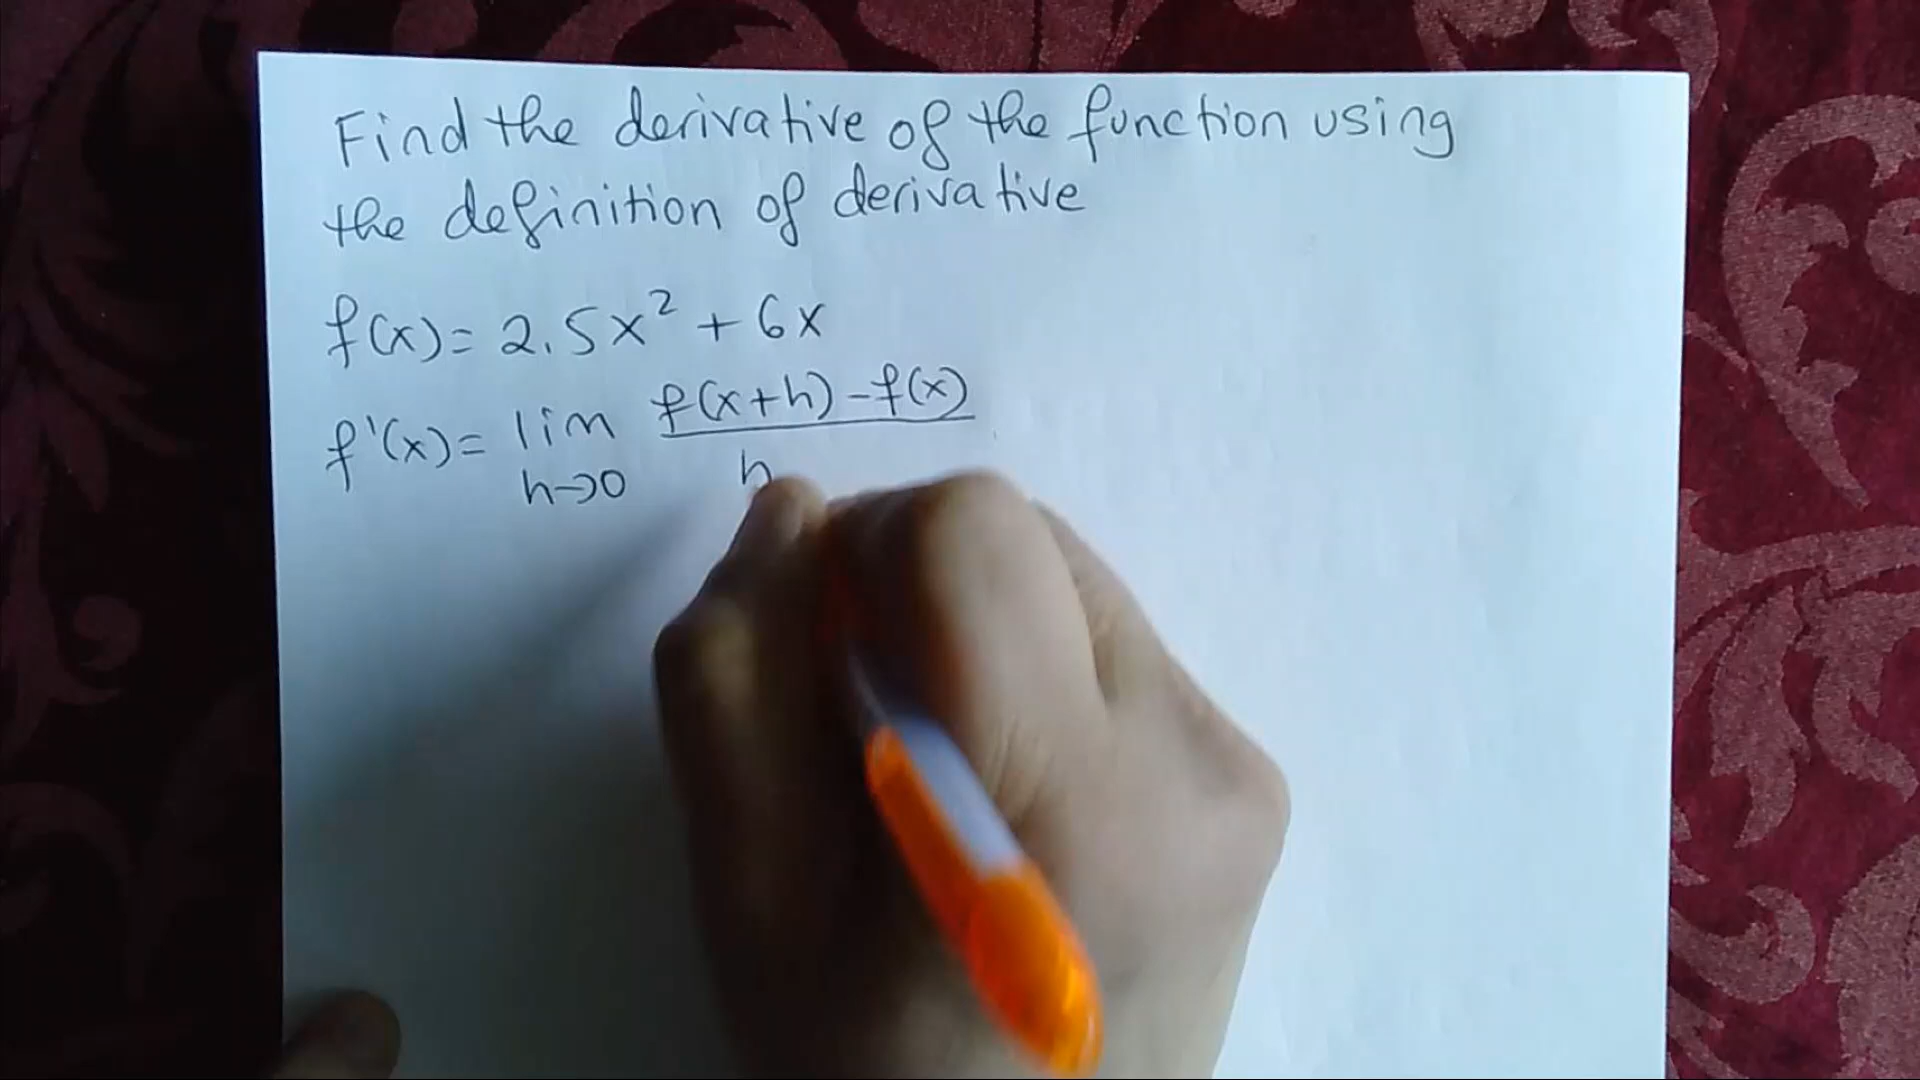 Find the derivative of the function using
the definition of derivative
f(x) = 2.5x² + 6x
f'(x) = lim f(x+h) - f(x)
h→0 h